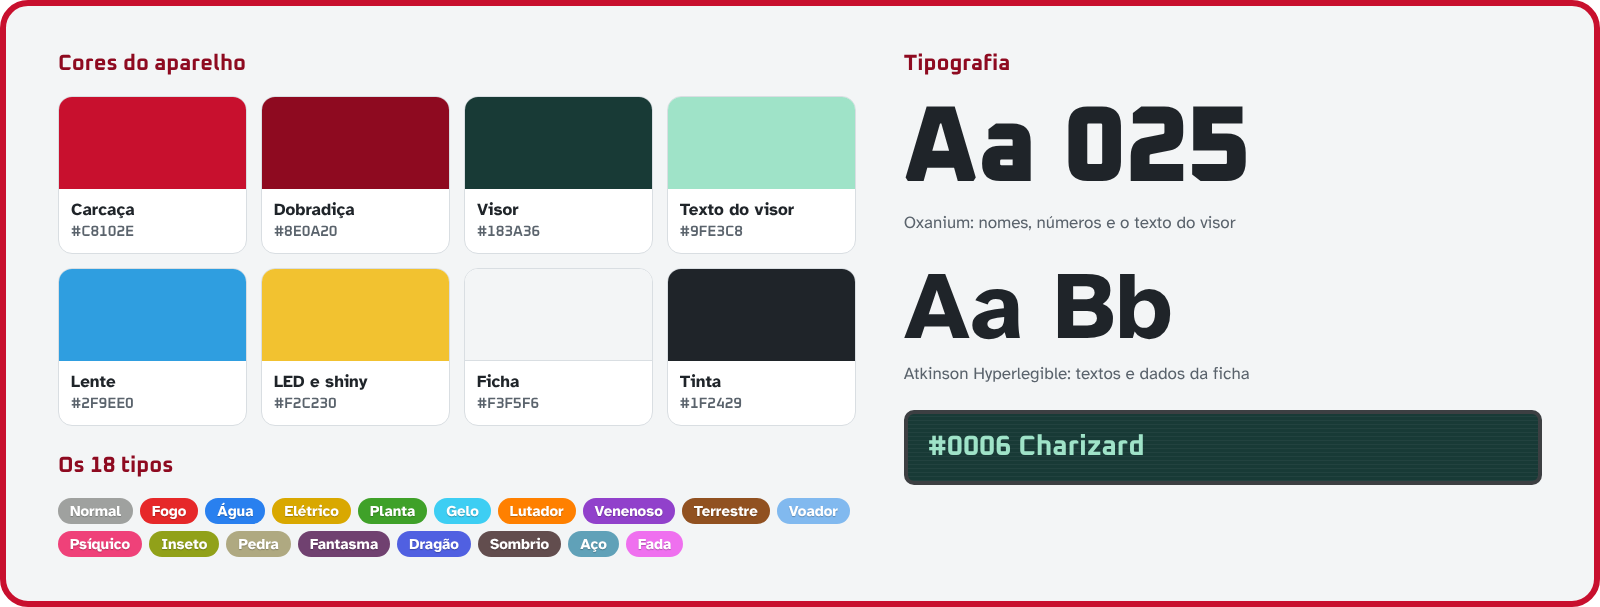 Cores do aparelho
Carcaça
#C8102E
Dobradiça
#8E0A20
Visor
#183A36
Texto do visor
#9FE3C8
Lente
#2F9EE0
LED e shiny
#F2C230
Ficha
#F3F5F6
Tinta
#1F2429
Os 18 tipos
Normal Fogo Água Elétrico Planta Gelo Lutador Venenoso Terrestre Voador
Psíquico Inseto Pedra Fantasma Dragão Sombrio Aço Fada
Tipografia
Aa 025
Oxanium: nomes, números e o texto do visor
Aa Bb
Atkinson Hyperlegible: textos e dados da ficha
#0006 Charizard